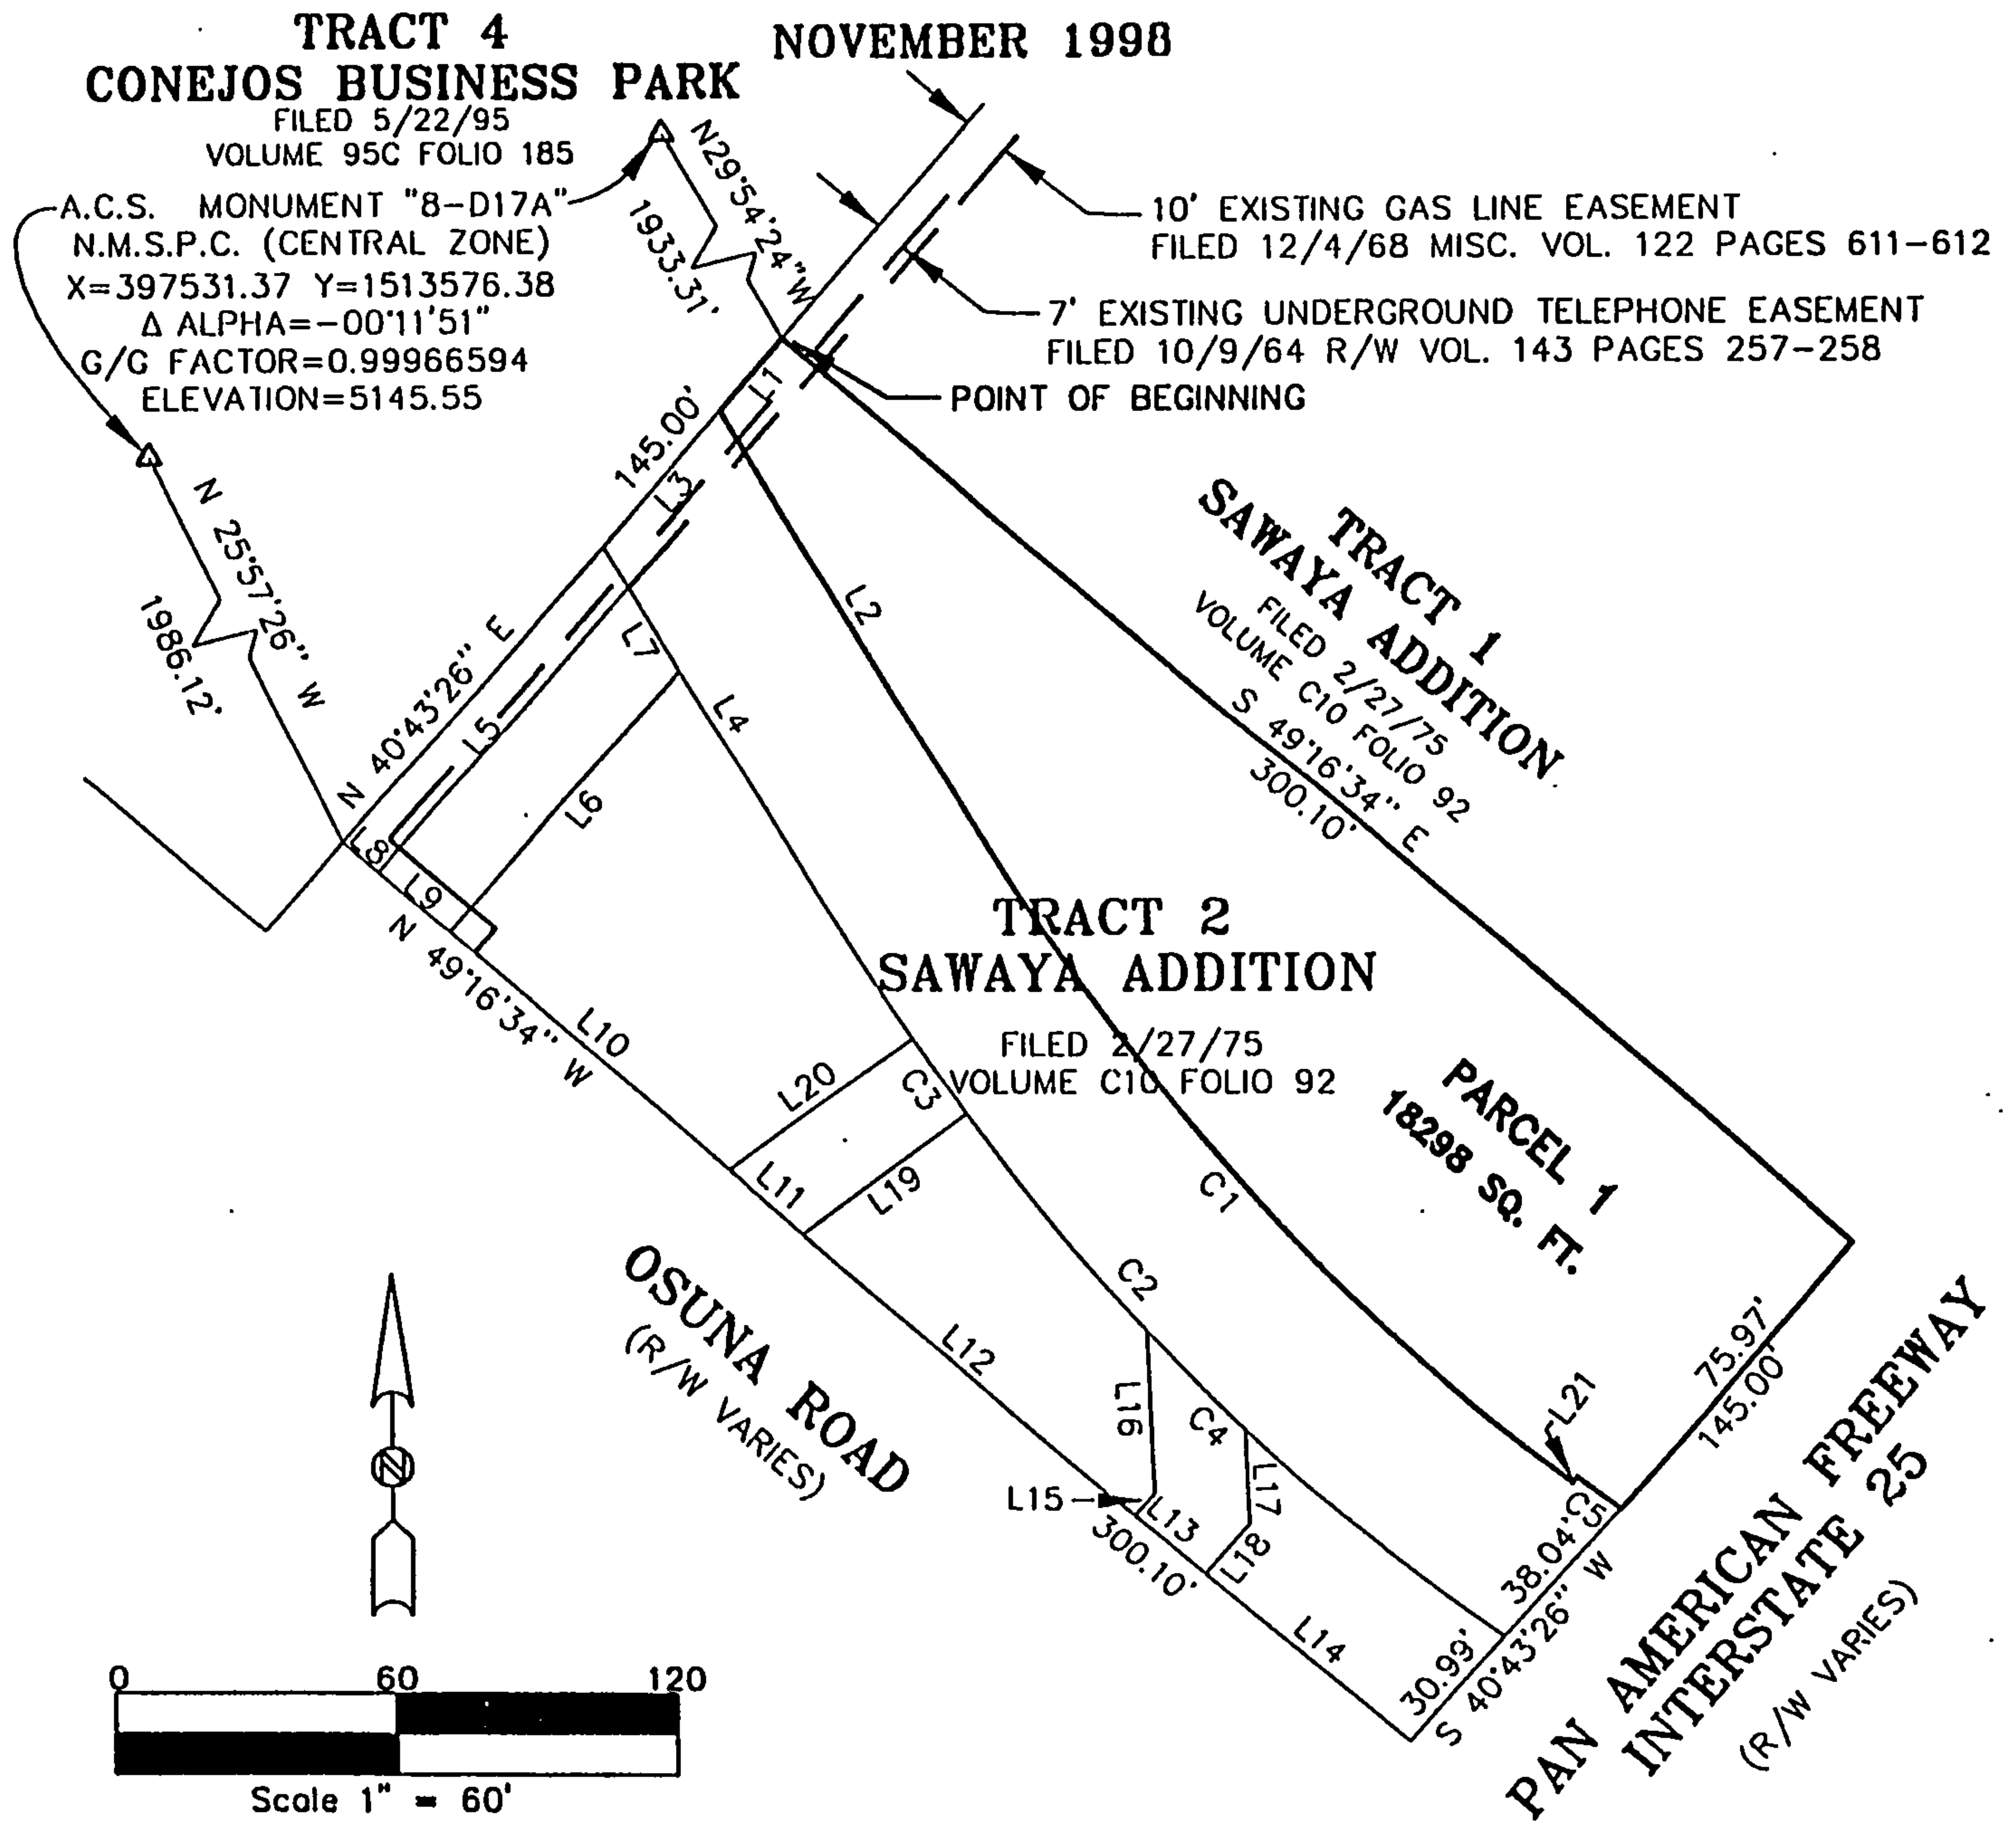 TRACT 4
CONEJOS BUSINESS PARK
FILED 5/22/95
VOLUME 95C FOLIO 185
NOVEMBER 1998
A.C.S. MONUMENT "8-D17A"
N.M.S.P.C. (CENTRAL ZONE)
X=397531.37 Y=1513576.38
Δ ALPHA=-00°11'51"
G/G FACTOR=0.99966594
ELEVATION=5145.55
N29°54'24"W
1933.31'
10' EXISTING GAS LINE EASEMENT
FILED 12/4/68 MISC. VOL. 122 PAGES 611-612
7' EXISTING UNDERGROUND TELEPHONE EASEMENT
FILED 10/9/64 R/W VOL. 143 PAGES 257-258
POINT OF BEGINNING
L1
145.00'
L3
N 25°57'26" W
1986.12'
N 40°43'26" E
L2
L7
L4
L5
L6
L8
L9
TRACT 1
SAWAYA ADDITION
FILED 2/27/75
VOLUME C10 FOLIO 92
S 49°16'34" E
300.10'
TRACT 2
SAWAYA ADDITION
FILED 2/27/75
VOLUME C10 FOLIO 92
N 49°16'34" W
L10
L20
C3
L11
L19
C1
PARCEL 1
18298 SQ. FT.
OSUNA ROAD
(R/W VARIES)
C2
L12
L16
C4
L17
L15
L13
L18
300.10'
L14
L21
C5
75.97'
145.00'
38.04'
30.99'
S 40°43'26" W
PAN AMERICAN FREEWAY
INTERSTATE 25
(R/W VARIES)
N
0 60 120
Scale 1" = 60'